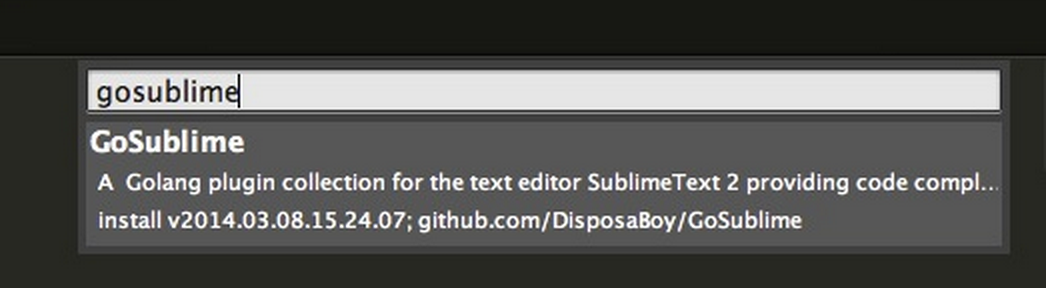 gosublime
GoSublime
A Golang plugin collection for the text editor SublimeText 2 providing code compl...
install v2014.03.08.15.24.07; github.com/DisposaBoy/GoSublime